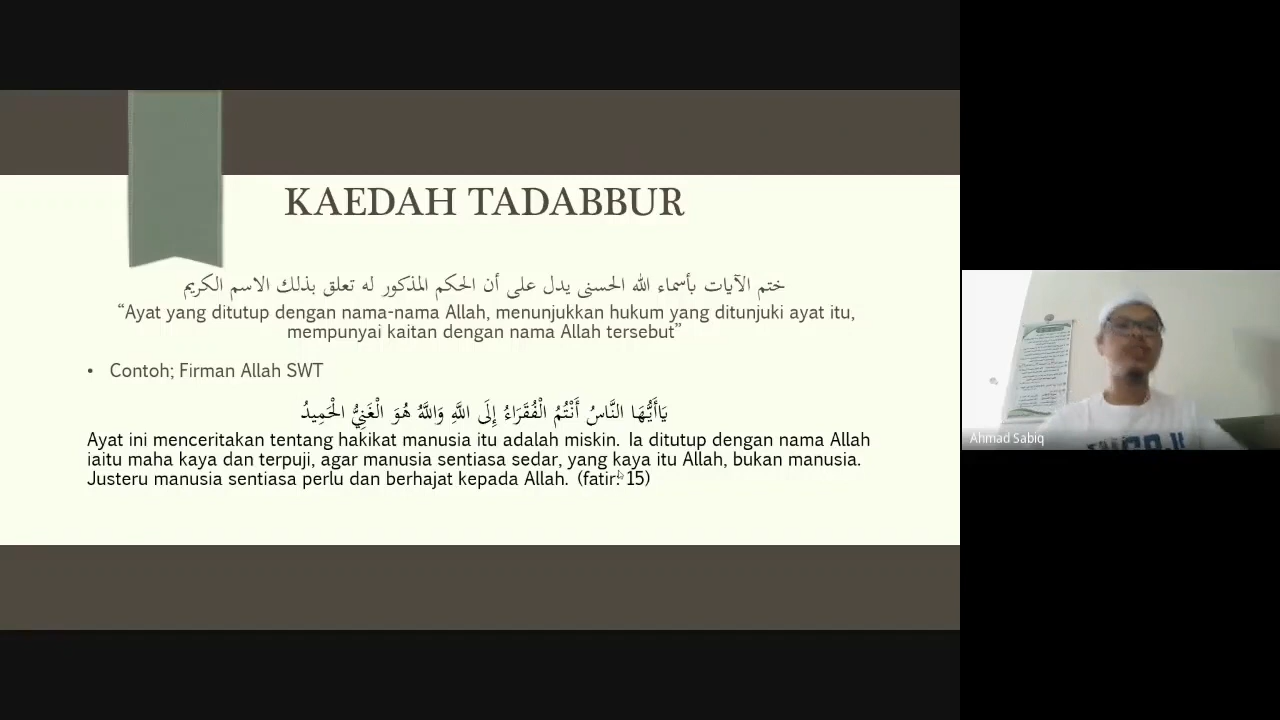 KAEDAH TADABBUR
ختم الآيات بأسماء الله الحسنى يدل على أن الحكم المذكور له تعلق بذلك الاسم الكريم
“Ayat yang ditutup dengan nama-nama Allah, menunjukkan hukum yang ditunjuki ayat itu,
mempunyai kaitan dengan nama Allah tersebut”
• Contoh; Firman Allah SWT
يَاأَيُّهَا النَّاسُ أَنْتُمُ الْفُقَرَاءُ إِلَى اللَّهِ وَاللَّهُ هُوَ الْغَنِيُّ الْحَمِيدُ
Ayat ini menceritakan tentang hakikat manusia itu adalah miskin. Ia ditutup dengan nama Allah
iaitu maha kaya dan terpuji, agar manusia sentiasa sedar, yang kaya itu Allah, bukan manusia.
Justeru manusia sentiasa perlu dan berhajat kepada Allah. (fatir: 15)
Ahmad Sabiq